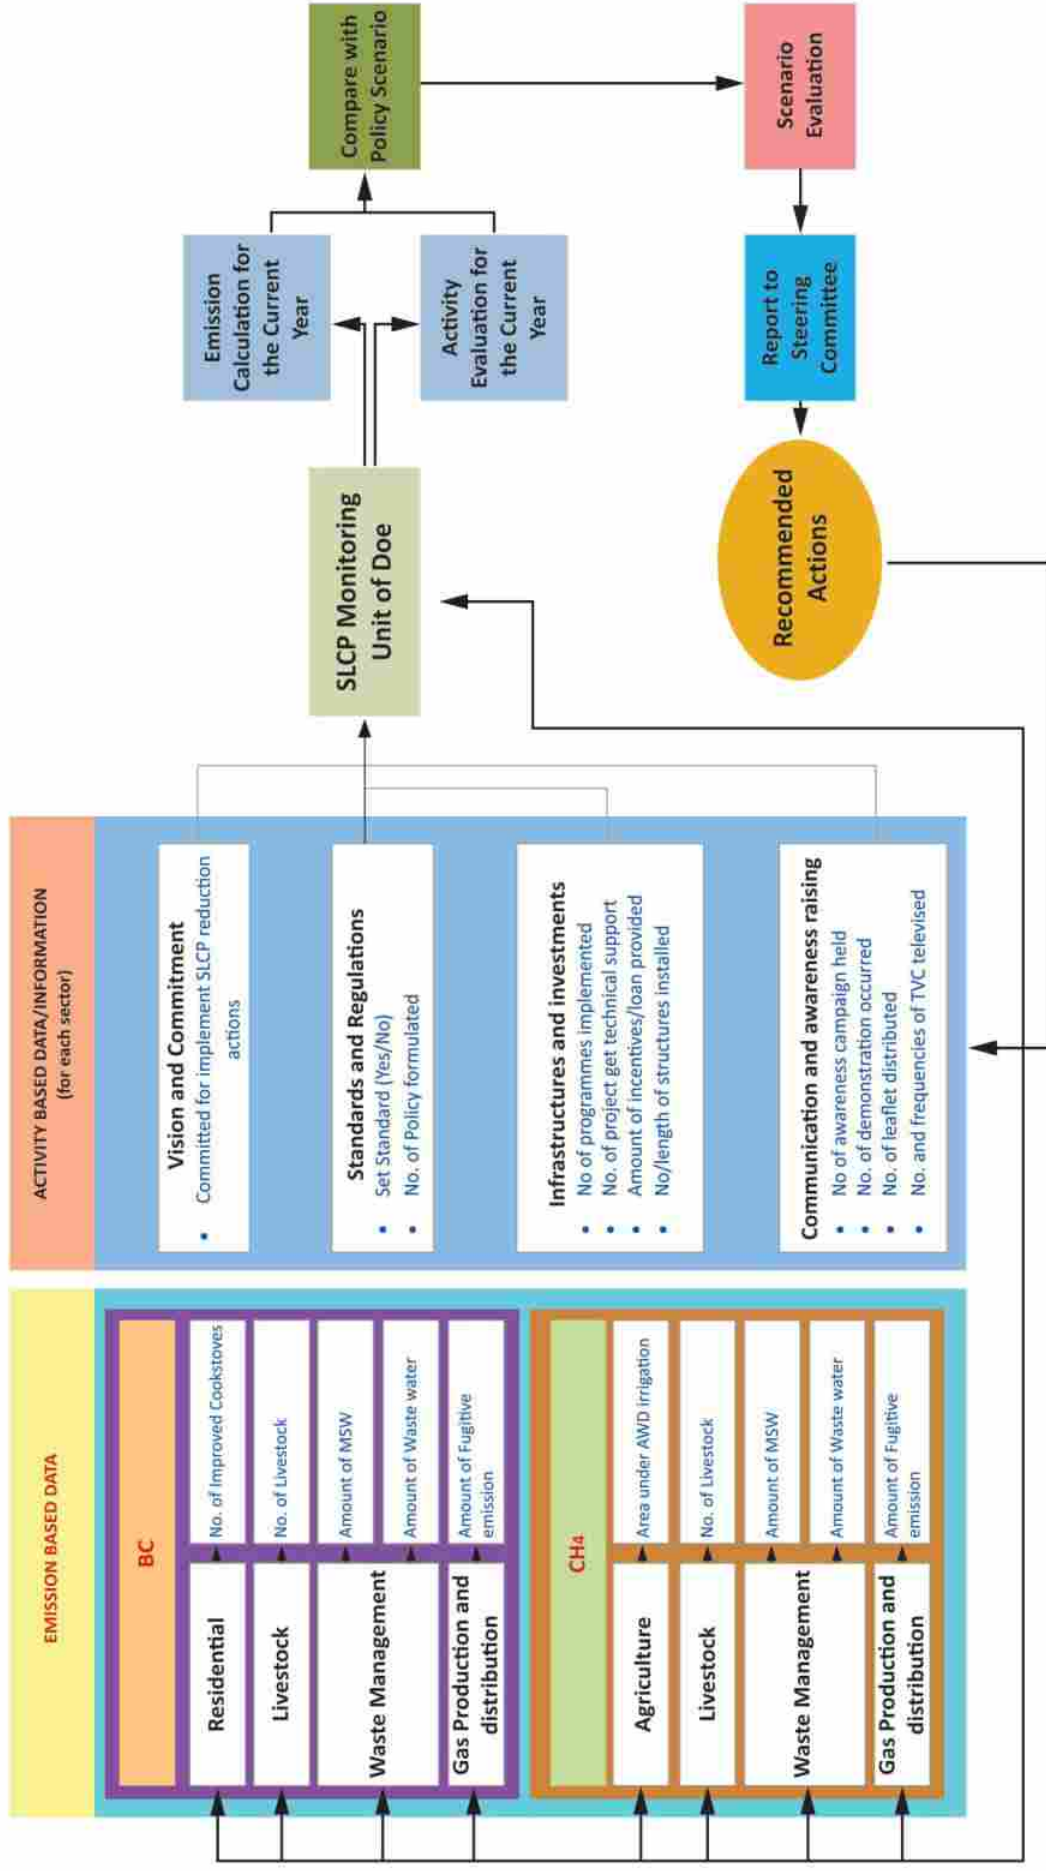 EMISSION BASED DATA
BC
Residential
No. of Improved Cookstoves
Livestock
No. of Livestock
Waste Management
Amount of MSW
Amount of Waste water
Gas Production and
distribution
Amount of Fugitive
emission
CH4
Agriculture
Area under AWD irrigation
Livestock
No. of Livestock
Waste Management
Amount of MSW
Amount of Waste water
Gas Production and
distribution
Amount of Fugitive
emission
ACTIVITY BASED DATA/INFORMATION
(for each sector)
Vision and Commitment
• Committed for implement SLCP reduction
actions
Standards and Regulations
• Set Standard (Yes/No)
• No. of Policy formulated
Infrastructures and investments
• No of programmes implemented
• No. of project get technical support
• Amount of incentives/loan provided
• No/length of structures installed
Communication and awareness raising
• No of awareness campaign held
• No. of demonstration occurred
• No. of leaflet distributed
• No. and frequencies of TVC televised
SLCP Monitoring
Unit of Doe
Emission
Calculation for
the Current
Year
Activity
Evaluation for
the Current
Year
Compare with
Policy Scenario
Scenario
Evaluation
Report to
Steering
Committee
Recommended
Actions